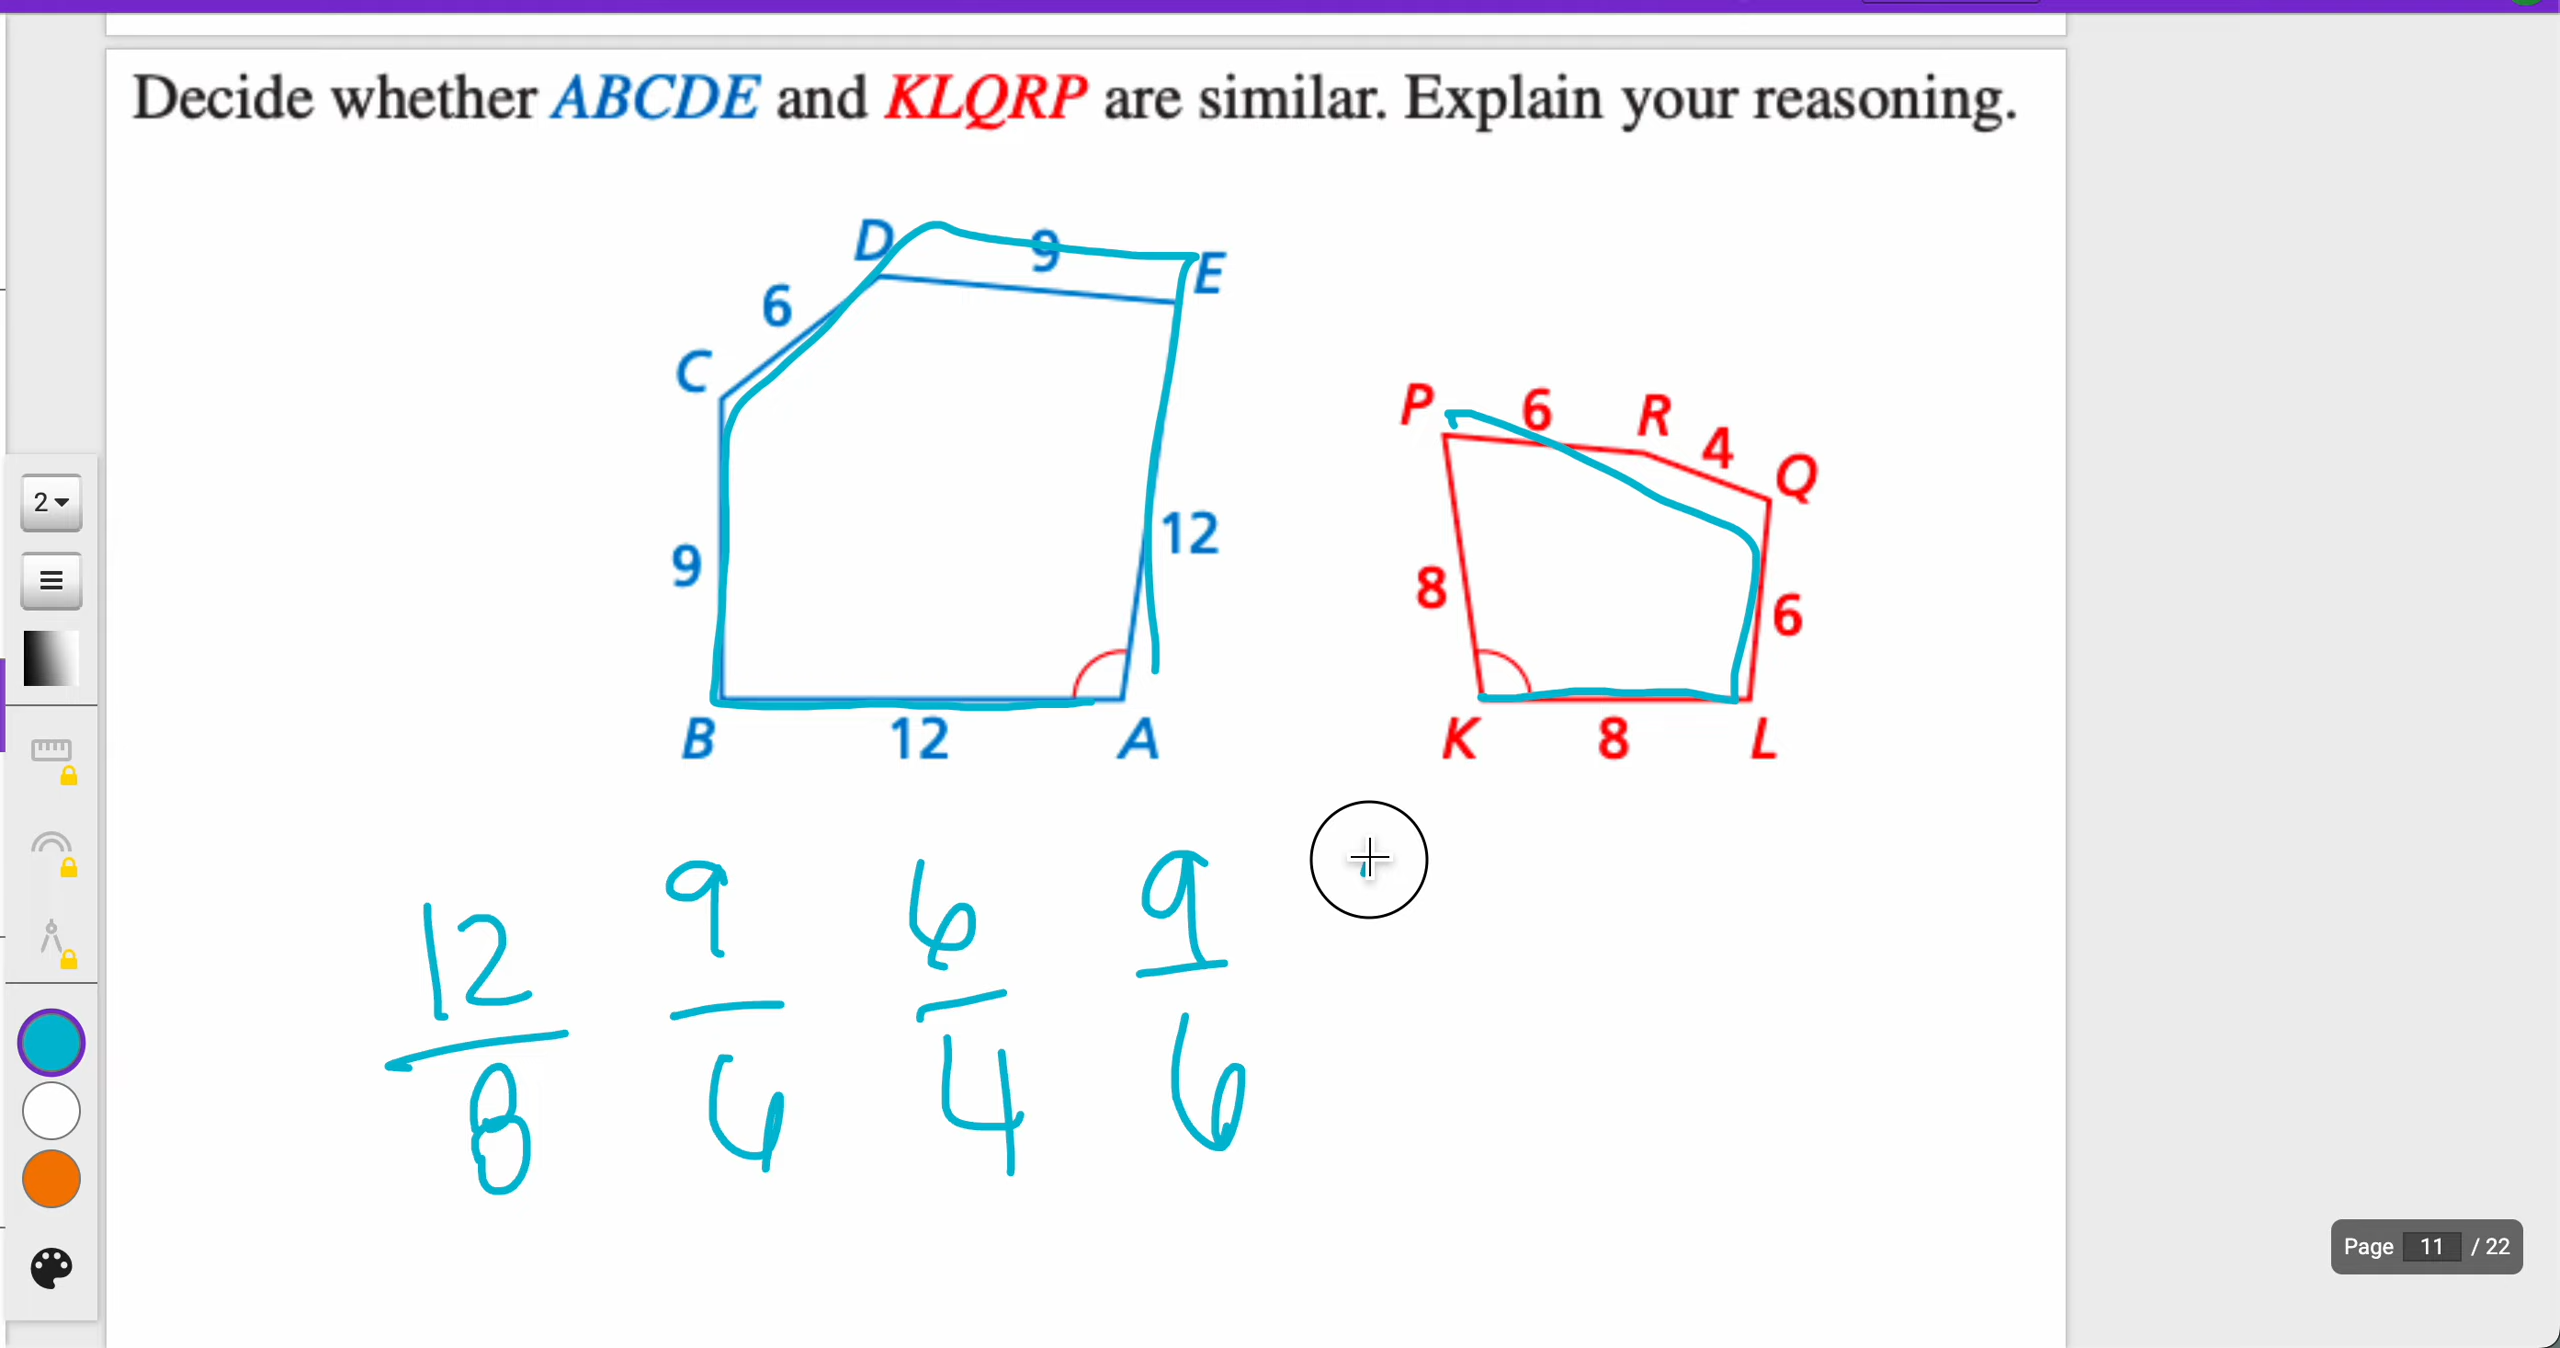 Decide whether ABCDE and KLQRP are similar. Explain your reasoning.
D 9 E
6
C
P 6 R 4 Q
2
9 12
8 6
B 12 A K 8 L
12 9 6 9
8 6 4 6
Page 11 / 22